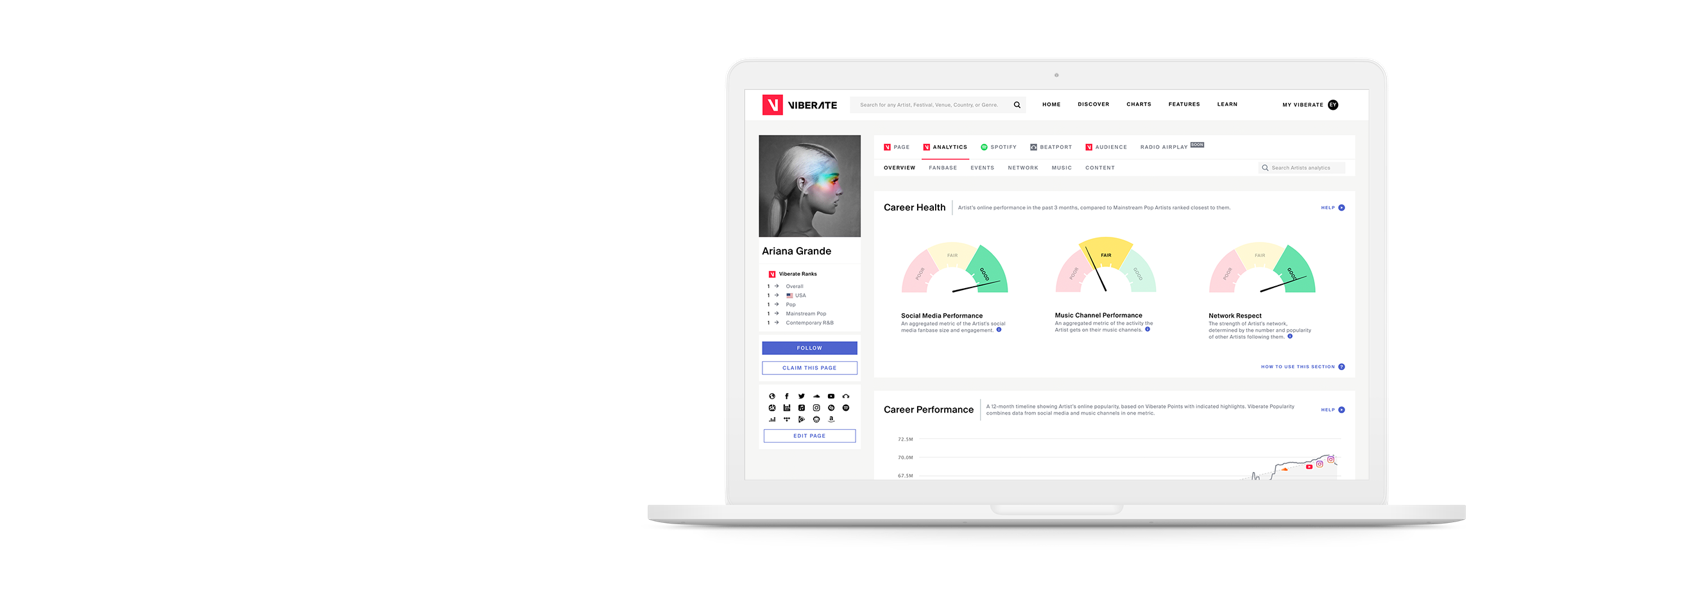 VIBERATE
Search for any Artist, Festival, Venue, Country, or Genre.
HOME
DISCOVER
CHARTS
FEATURES
LEARN
MY VIBERATE
EY
PAGE
ANALYTICS
SPOTIFY
BEATPORT
AUDIENCE
RADIO AIRPLAY
SOON
OVERVIEW
FANBASE
EVENTS
NETWORK
MUSIC
CONTENT
Search Artists analytics
Ariana Grande
Viberate Ranks
1 Overall
1 USA
1 Pop
1 Mainstream Pop
1 Contemporary R&B
FOLLOW
CLAIM THIS PAGE
EDIT PAGE
Career Health
Artist's online performance in the past 3 months, compared to Mainstream Pop Artists ranked closest to them.
HELP
POOR
FAIR
GOOD
POOR
FAIR
GOOD
POOR
FAIR
GOOD
Social Media Performance
An aggregated metric of the Artist's social
media fanbase size and engagement.
Music Channel Performance
An aggregated metric of the activity the
Artist gets on their music channels.
Network Respect
The strength of Artist's network,
determined by the number and popularity
of other Artists following them.
HOW TO USE THIS SECTION ?
Career Performance
A 12-month timeline showing Artist's online popularity, based on Viberate Points with indicated highlights. Viberate Popularity
combines data from social media and music channels in one metric.
HELP
72.5M
70.0M
67.5M